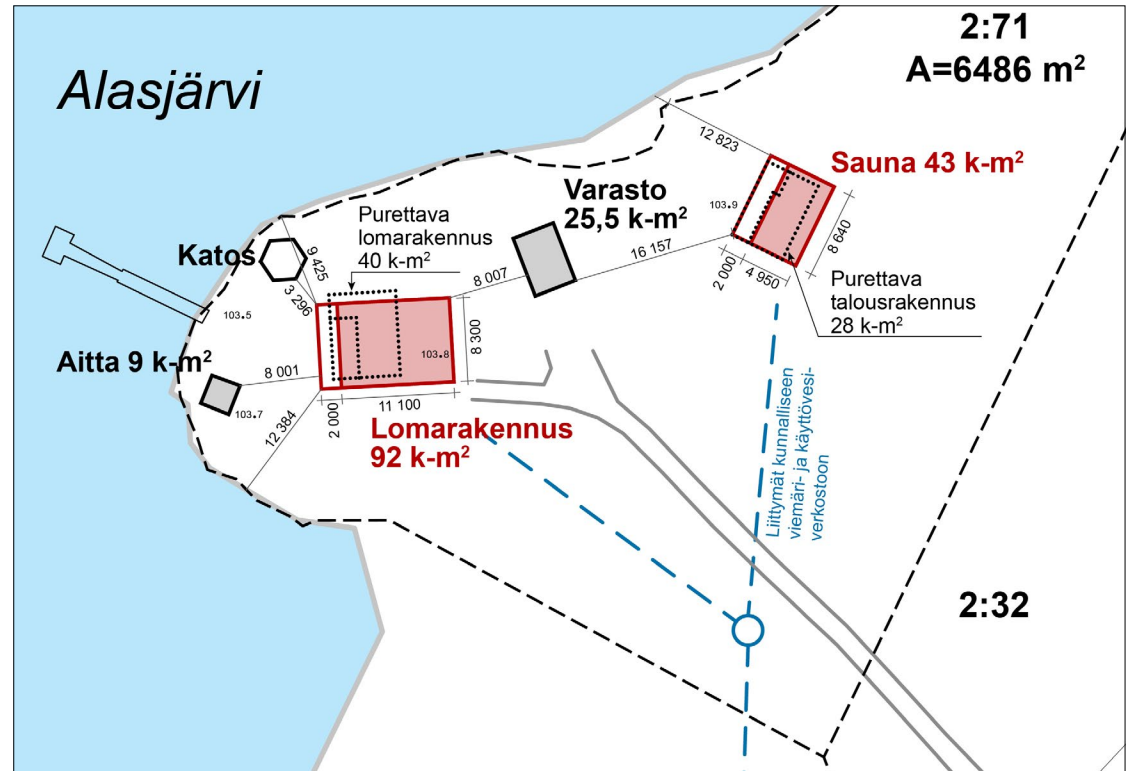 2:71
A=6486 m²
Alasjärvi
12 823
Sauna 43 k-m²
Varasto
25,5 k-m²
103.9
8 640
Purettava
lomarakennus
40 k-m²
Katos
9 425
16 157
8 007
2 000
4 950
Purettava
talousrakennus
28 k-m²
3 296
103.5
8 300
103.8
Aitta 9 k-m²
8 001
103.7
12 384
2 000
11 100
Lomarakennus
92 k-m²
Liittymät kunnalliseen
viemäri- ja käyttövesi-
verkostoon
2:32